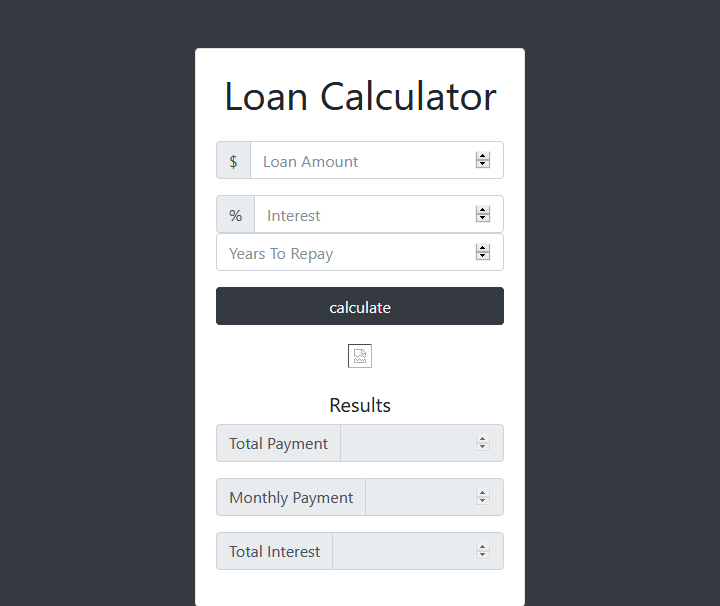 Loan Calculator
$ Loan Amount
% Interest
Years To Repay
calculate
Results
Total Payment
Monthly Payment
Total Interest